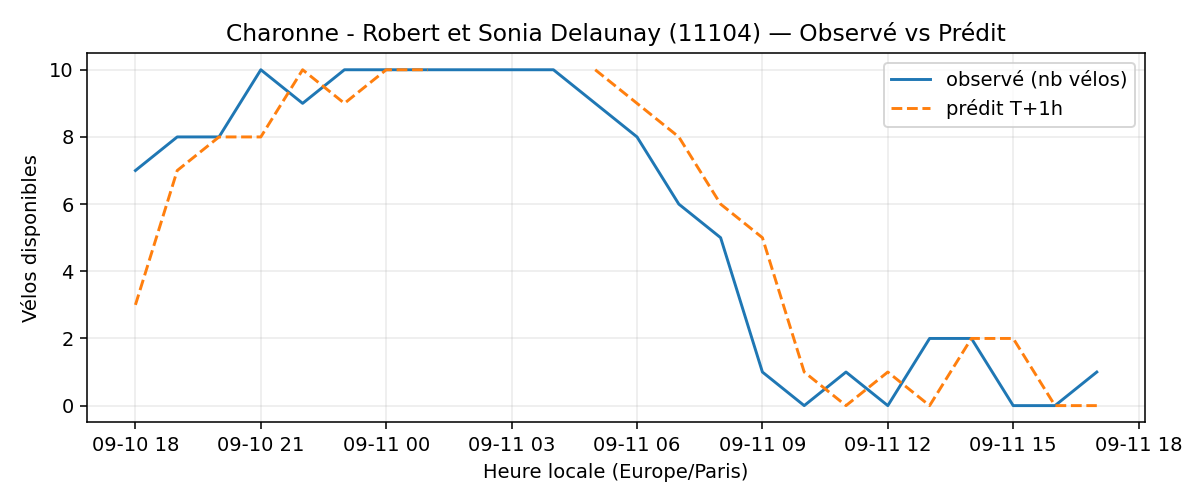 Charonne - Robert et Sonia Delaunay (11104) — Observé vs Prédit
observé (nb vélos)
prédit T+1h
Vélos disponibles
10
8
6
4
2
0
09-10 18 09-10 21 09-11 00 09-11 03 09-11 06 09-11 09 09-11 12 09-11 15 09-11 18
Heure locale (Europe/Paris)